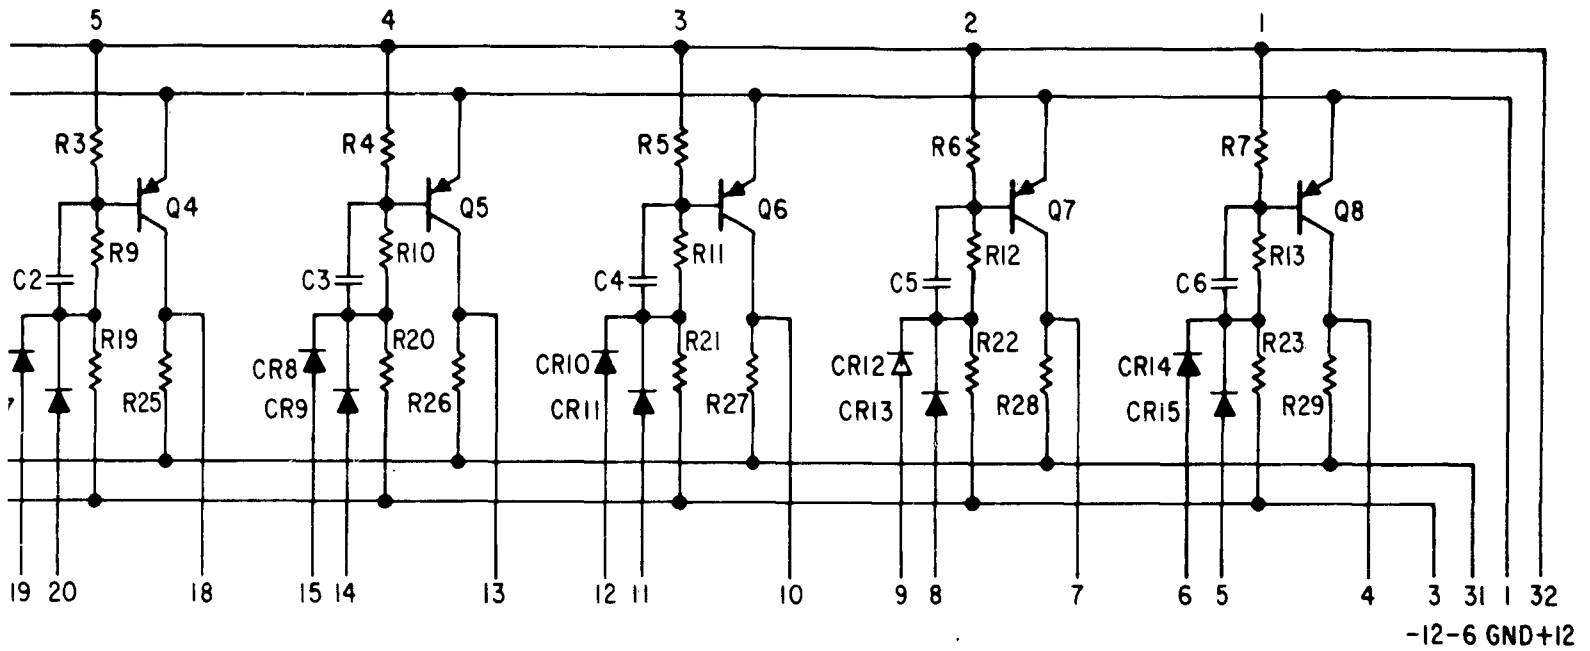 5 4 3 2 1
R3 R4 R5 R6 R7
Q4 Q5 Q6 Q7 Q8
R9 R10 R11 R12 R13
C2 C3 C4 C5 C6
R19 R20 R21 R22 R23
CR8 CR10 CR12 CR14
R25 CR9 R26 CR11 R27 CR13 R28 CR15 R29
19 20 18 15 14 13 12 11 10 9 8 7 6 5 4 3 31 1 32
-12 -6 GND +12